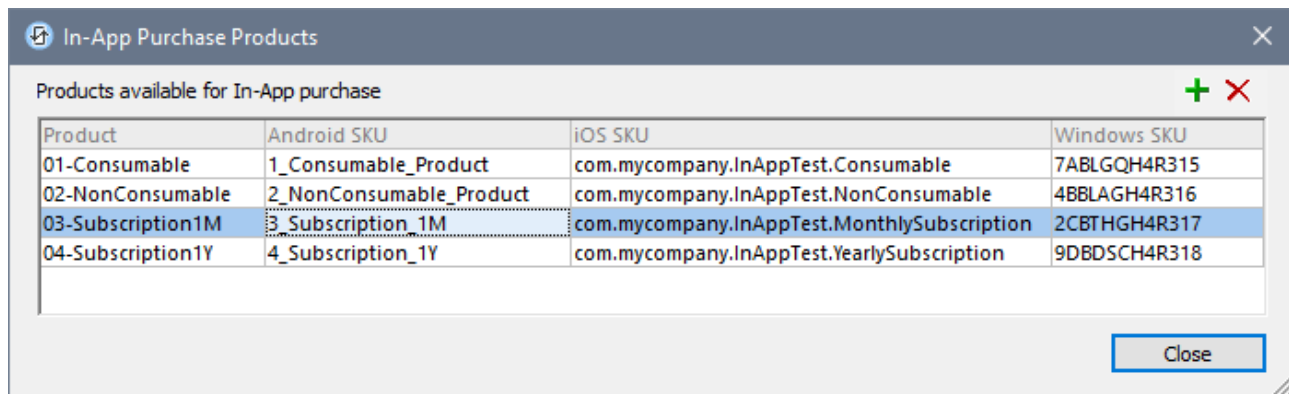 In-App Purchase Products
Products available for In-App purchase
Product Android SKU iOS SKU Windows SKU
01-Consumable 1_Consumable_Product com.mycompany.InAppTest.Consumable 7ABLGQH4R315
02-NonConsumable 2_NonConsumable_Product com.mycompany.InAppTest.NonConsumable 4BBLAGH4R316
03-Subscription1M 3_Subscription_1M com.mycompany.InAppTest.MonthlySubscription 2CBTHGH4R317
04-Subscription1Y 4_Subscription_1Y com.mycompany.InAppTest.YearlySubscription 9DBDSCH4R318
Close